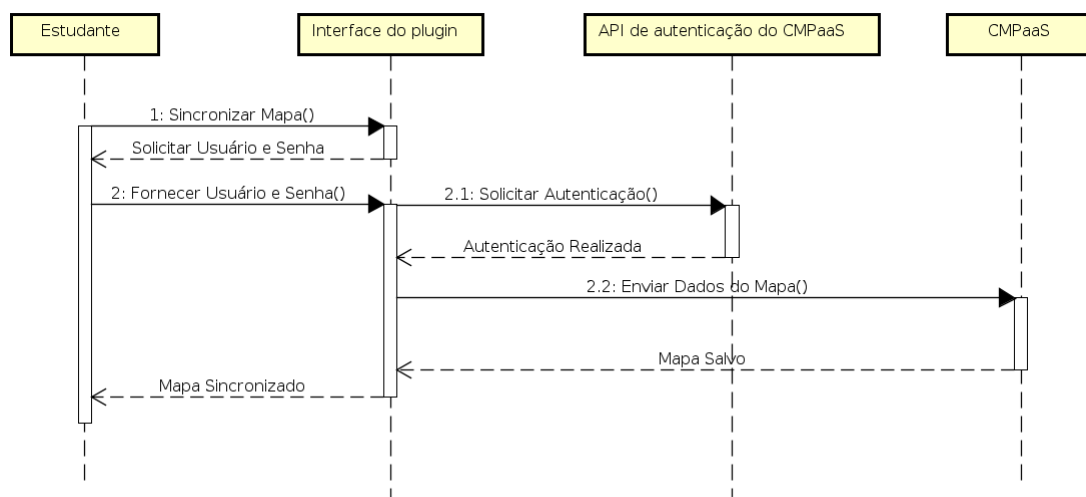 Estudante
Interface do plugin
API de autenticação do CMPaaS
CMPaaS
1: Sincronizar Mapa()
Solicitar Usuário e Senha
2: Fornecer Usuário e Senha()
2.1: Solicitar Autenticação()
Autenticação Realizada
2.2: Enviar Dados do Mapa()
Mapa Salvo
Mapa Sincronizado